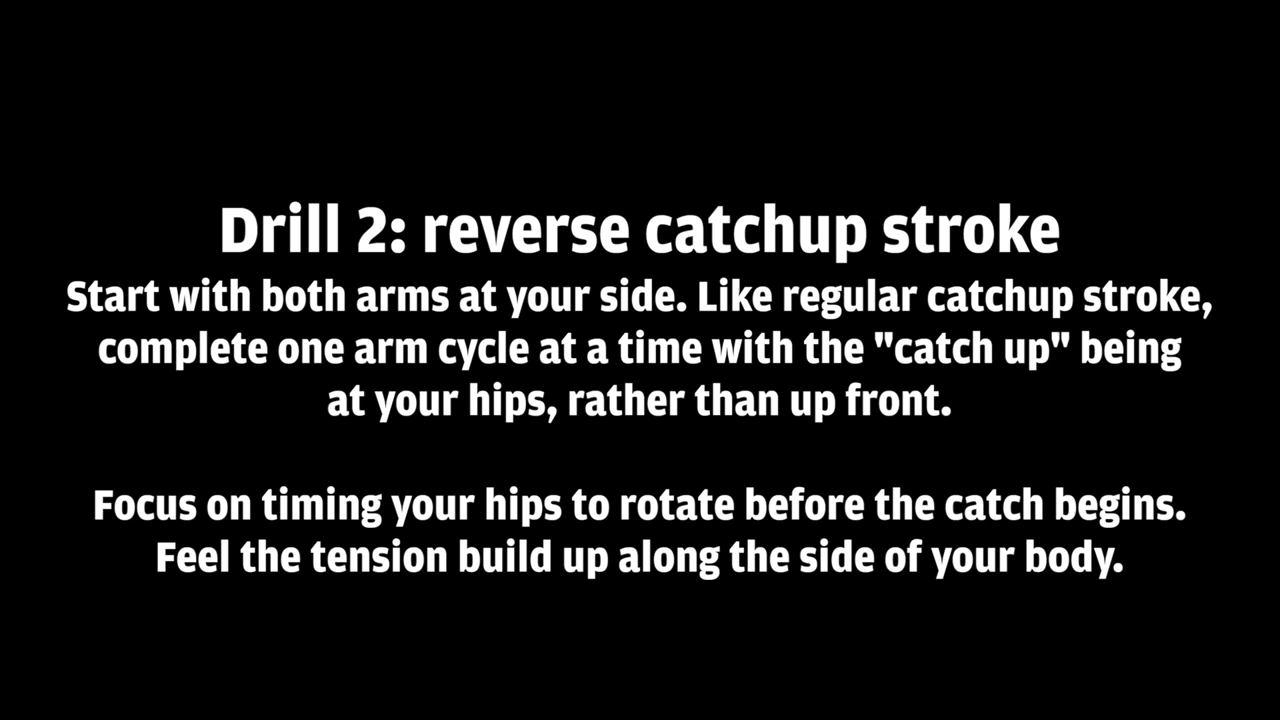 Drill 2: reverse catchup stroke
Start with both arms at your side. Like regular catchup stroke,
complete one arm cycle at a time with the "catch up" being
at your hips, rather than up front.
Focus on timing your hips to rotate before the catch begins.
Feel the tension build up along the side of your body.